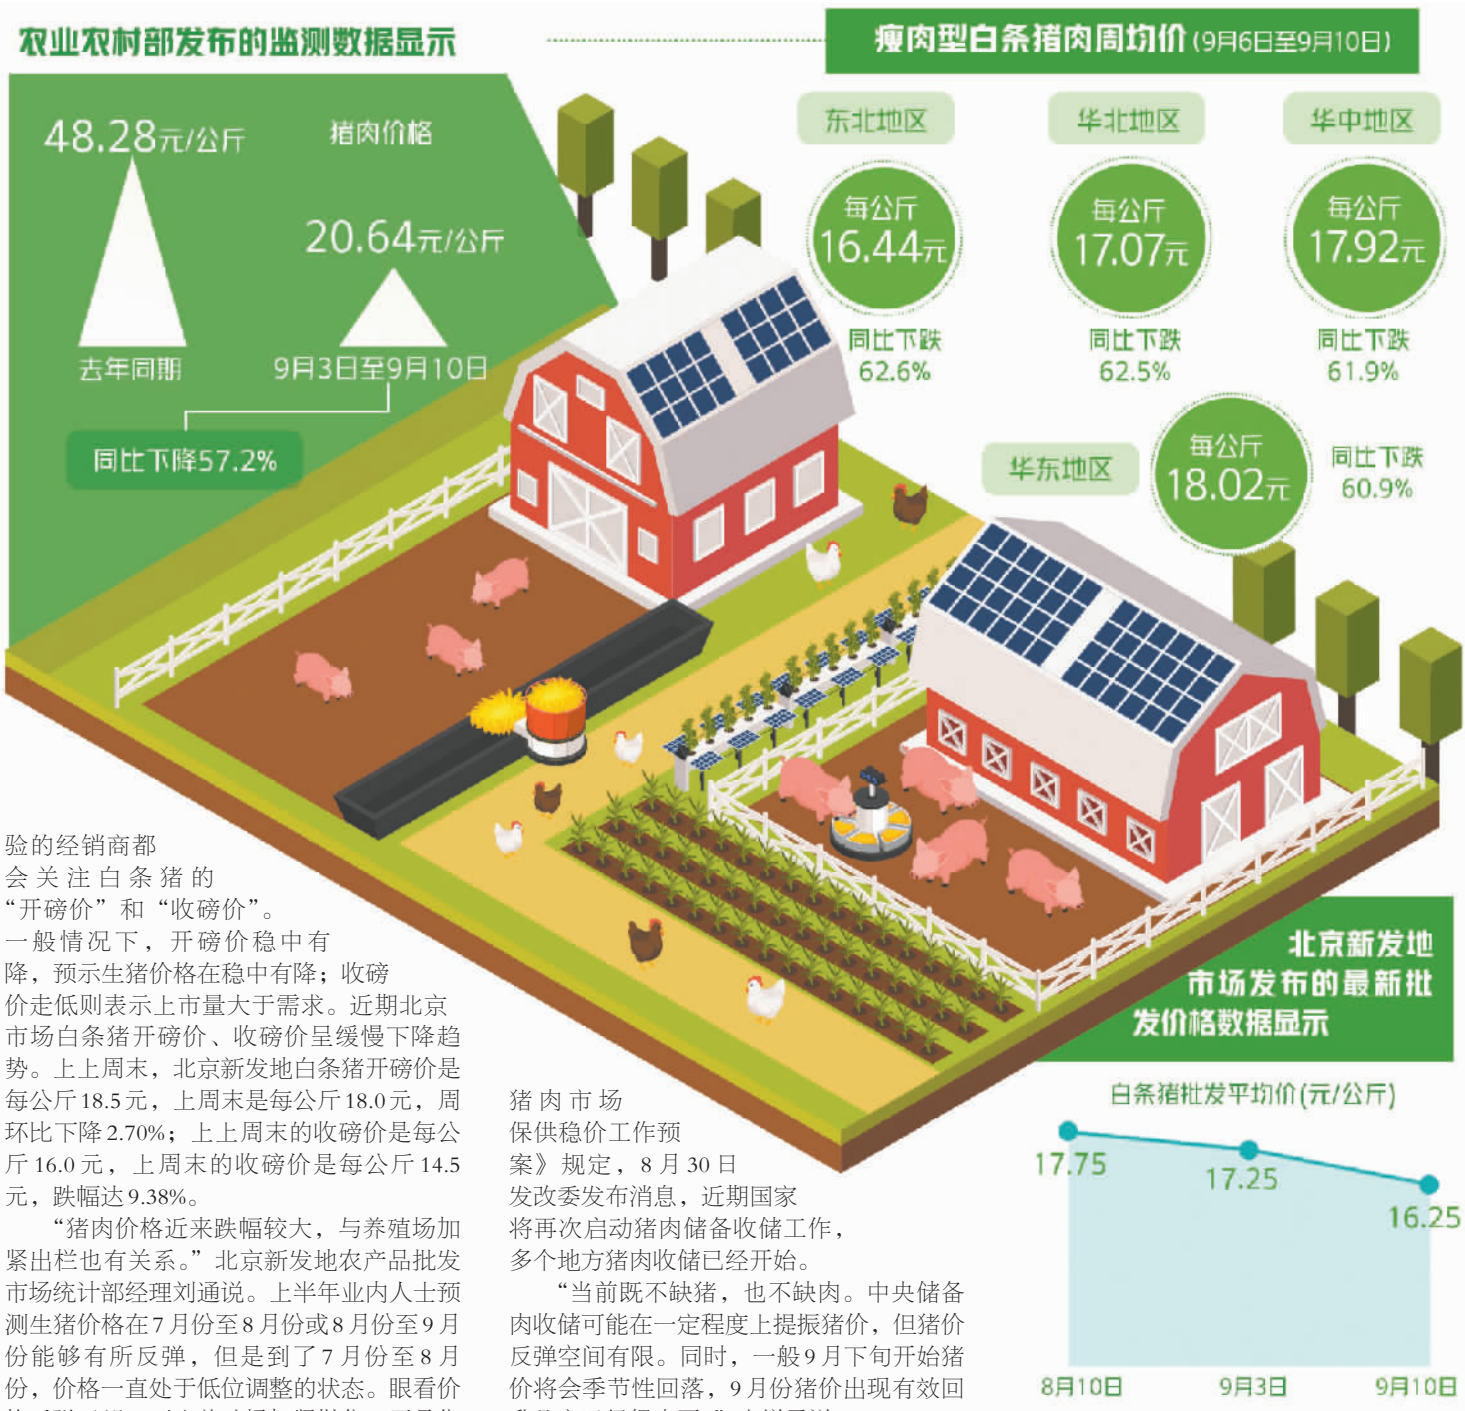 农业农村部发布的监测数据显示
48.28元/公斤
猪肉价格
20.64元/公斤
去年同期
9月3日至9月10日
同比下降57.2%
瘦肉型白条猪肉周均价(9月6日至9月10日)
东北地区
每公斤
16.44元
同比下跌
62.6%
华北地区
每公斤
17.07元
同比下跌
62.5%
华中地区
每公斤
17.92元
同比下跌
61.9%
华东地区
每公斤
18.02元
同比下跌
60.9%
验的经销商都
会关注白条猪的
“开磅价”和“收磅价”。
一般情况下，开磅价稳中有
降，预示生猪价格在稳中有降；收磅
价走低则表示上市量大于需求。近期北京
市场白条猪开磅价、收磅价呈缓慢下降趋
势。上上周末，北京新发地白条猪开磅价是
每公斤18.5元，上周末是每公斤18.0元，周
环比下降2.70%；上上周末的收磅价是每公
斤16.0元，上周末的收磅价是每公斤14.5
元，跌幅达9.38%。
“猪肉价格近来跌幅较大，与养殖场加
紧出栏也有关系。”北京新发地农产品批发
市场统计部经理刘通说。上半年业内人士预
测生猪价格在7月份至8月份或8月份至9月
份能够有所反弹，但是到了7月份至8月
份，价格一直处于低位调整的状态。眼看价
猪肉市场
保供稳价工作预
案》规定，8月30日
发改委发布消息，近期国家
将再次启动猪肉储备收储工作，
多个地方猪肉收储已经开始。
“当前既不缺猪，也不缺肉。中央储备
肉收储可能在一定程度上提振猪价，但猪价
反弹空间有限。同时，一般9月下旬开始猪
价将会季节性回落，9月份猪价出现有效回
北京新发地
市场发布的最新批
发价格数据显示
白条猪批发平均价(元/公斤)
17.75
17.25
16.25
8月10日
9月3日
9月10日